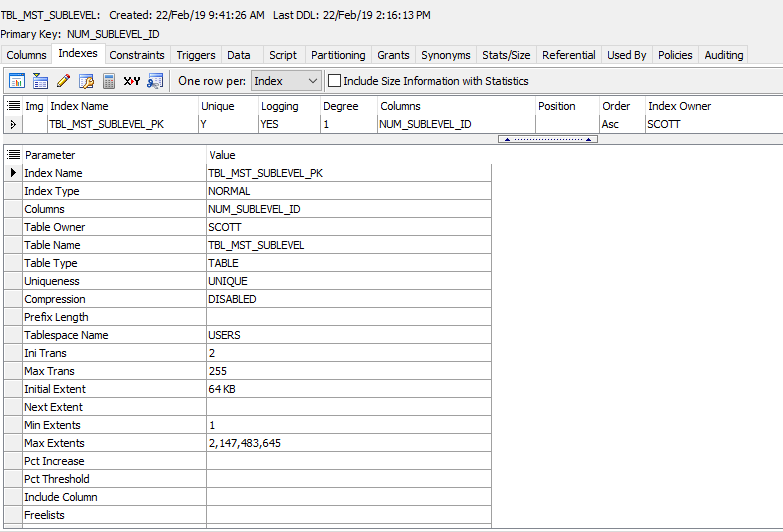 TBL_MST_SUBLEVEL: Created: 22/Feb/19 9:41:26 AM Last DDL: 22/Feb/19 2:16:13 PM
Primary Key: NUM_SUBLEVEL_ID
Columns Indexes Constraints Triggers Data Script Partitioning Grants Synonyms Stats/Size Referential Used By Policies Auditing
X↔Y One row per: Index Include Size Information with Statistics
Img Index Name Unique Logging Degree Columns Position Order Index Owner
TBL_MST_SUBLEVEL_PK Y YES 1 NUM_SUBLEVEL_ID Asc SCOTT
Parameter Value
Index Name TBL_MST_SUBLEVEL_PK
Index Type NORMAL
Columns NUM_SUBLEVEL_ID
Table Owner SCOTT
Table Name TBL_MST_SUBLEVEL
Table Type TABLE
Uniqueness UNIQUE
Compression DISABLED
Prefix Length
Tablespace Name USERS
Ini Trans 2
Max Trans 255
Initial Extent 64 KB
Next Extent
Min Extents 1
Max Extents 2,147,483,645
Pct Increase
Pct Threshold
Include Column
Freelists